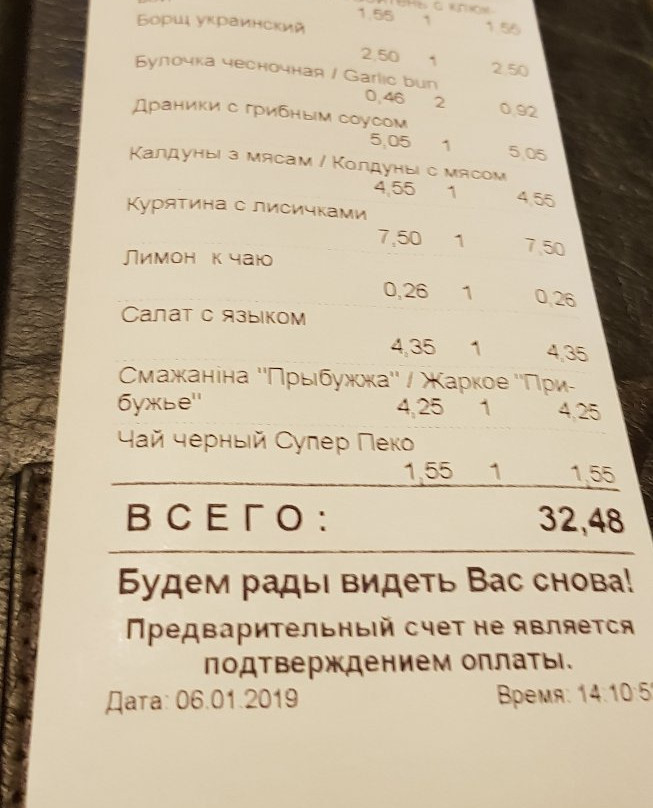 с клюк-
1,55 1 1,55
Борщ украинский
2,50 1 2,50
Булочка чесночная / Garlic bun
0,46 2 0,92
Драники с грибным соусом
5,05 1 5,05
Калдуны з мясам / Колдуны с мясом
4,55 1 4,55
Курятина с лисичками
7,50 1 7,50
Лимон к чаю
0,26 1 0,26
Салат с языком
4,35 1 4,35
Смажанiна "Прыбужжа" / Жаркое "При-
бужье" 4,25 1 4,25
Чай черный Супер Пеко
1,55 1 1,55
ВСЕГО: 32,48
Будем рады видеть Вас снова!
Предварительный счет не является
подтверждением оплаты.
Дата: 06.01.2019 Время: 14:10:5